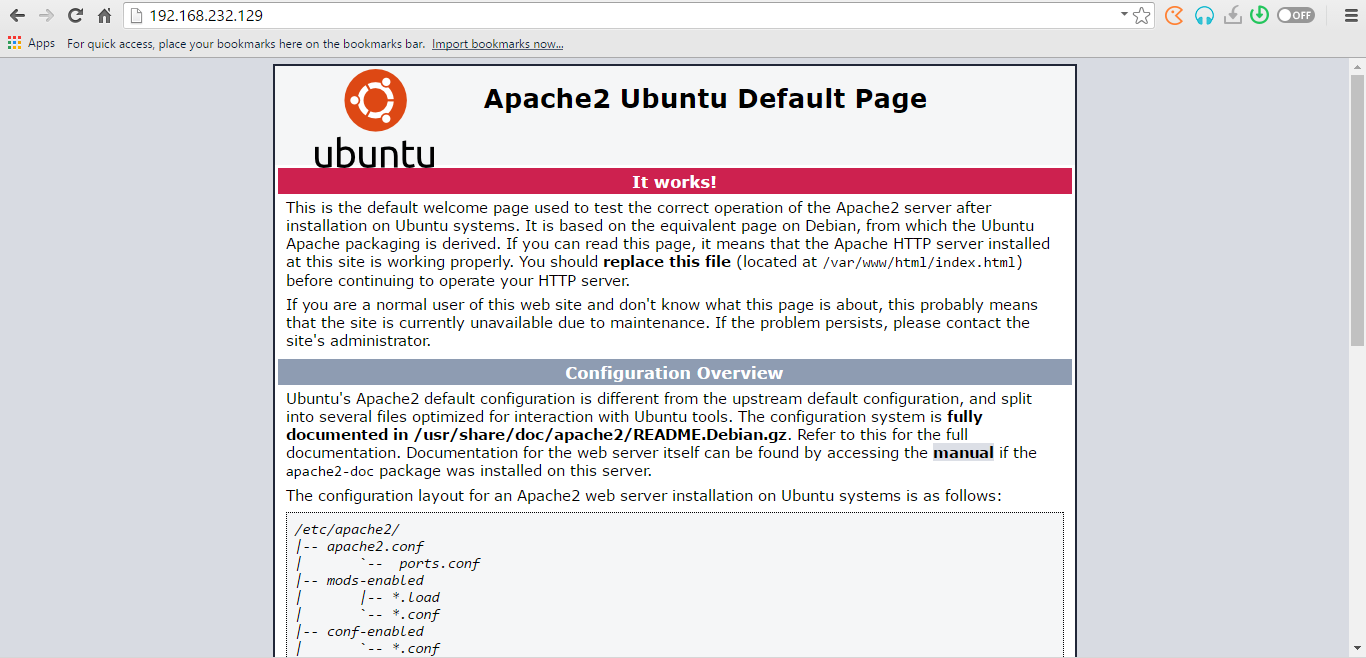 192.168.232.129
OFF
Apps For quick access, place your bookmarks here on the bookmarks bar. Import bookmarks now...
Apache2 Ubuntu Default Page
ubuntu
It works!
This is the default welcome page used to test the correct operation of the Apache2 server after
installation on Ubuntu systems. It is based on the equivalent page on Debian, from which the Ubuntu
Apache packaging is derived. If you can read this page, it means that the Apache HTTP server installed
at this site is working properly. You should replace this file (located at /var/www/html/index.html)
before continuing to operate your HTTP server.
If you are a normal user of this web site and don't know what this page is about, this probably means
that the site is currently unavailable due to maintenance. If the problem persists, please contact the
site's administrator.
Configuration Overview
Ubuntu's Apache2 default configuration is different from the upstream default configuration, and split
into several files optimized for interaction with Ubuntu tools. The configuration system is fully
documented in /usr/share/doc/apache2/README.Debian.gz. Refer to this for the full
documentation. Documentation for the web server itself can be found by accessing the manual if the
apache2-doc package was installed on this server.
The configuration layout for an Apache2 web server installation on Ubuntu systems is as follows:
/etc/apache2/
|-- apache2.conf
|       `--  ports.conf
|-- mods-enabled
|       |-- *.load
|       `-- *.conf
|-- conf-enabled
|       `-- *.conf